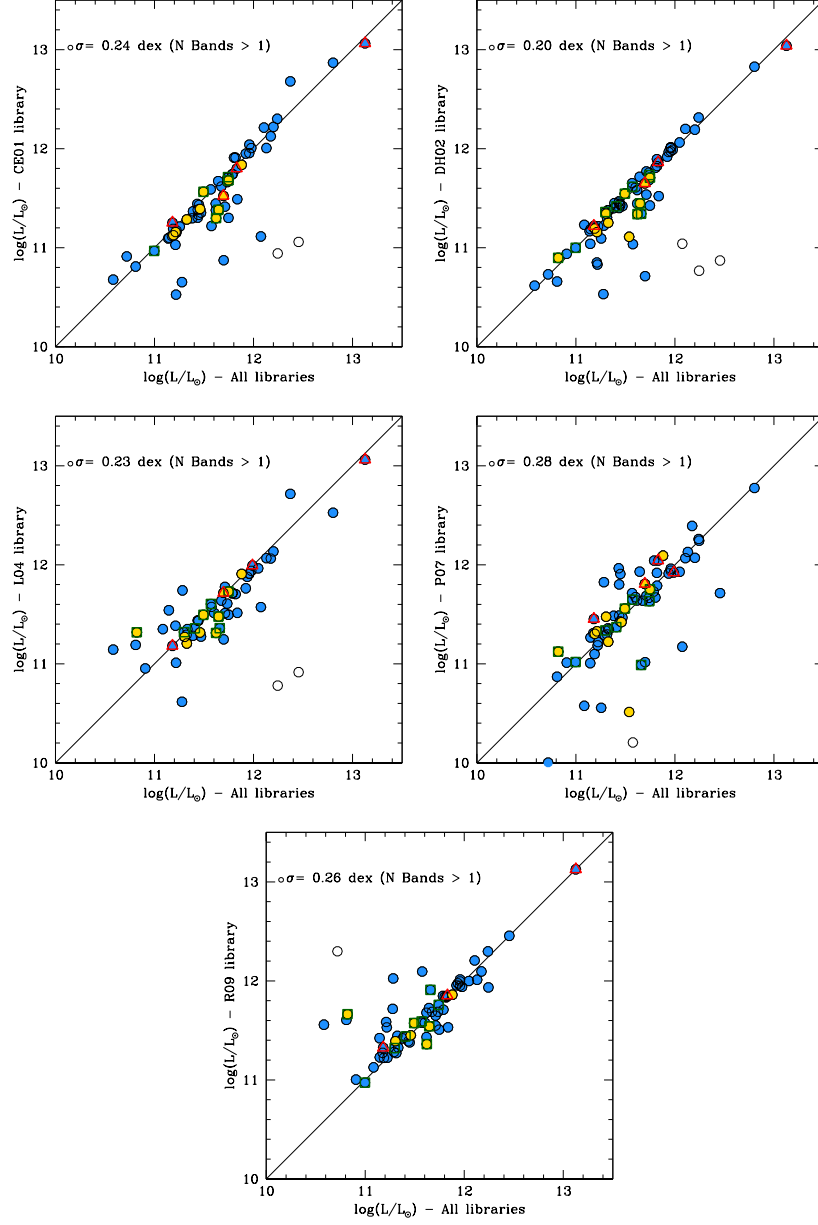 σ= 0.24 dex (N Bands > 1)
log(L/L⊙) – CE01 library
13
12
11
10
10
11
12
13
log(L/L⊙) – All libraries
σ= 0.20 dex (N Bands > 1)
log(L/L⊙) – DH02 library
13
12
11
10
10
11
12
13
log(L/L⊙) – All libraries
σ= 0.23 dex (N Bands > 1)
log(L/L⊙) – L04 library
13
12
11
10
10
11
12
13
log(L/L⊙) – All libraries
σ= 0.28 dex (N Bands > 1)
log(L/L⊙) – P07 library
13
12
11
10
10
11
12
13
log(L/L⊙) – All libraries
σ= 0.26 dex (N Bands > 1)
log(L/L⊙) – R09 library
13
12
11
10
10
11
12
13
log(L/L⊙) – All libraries